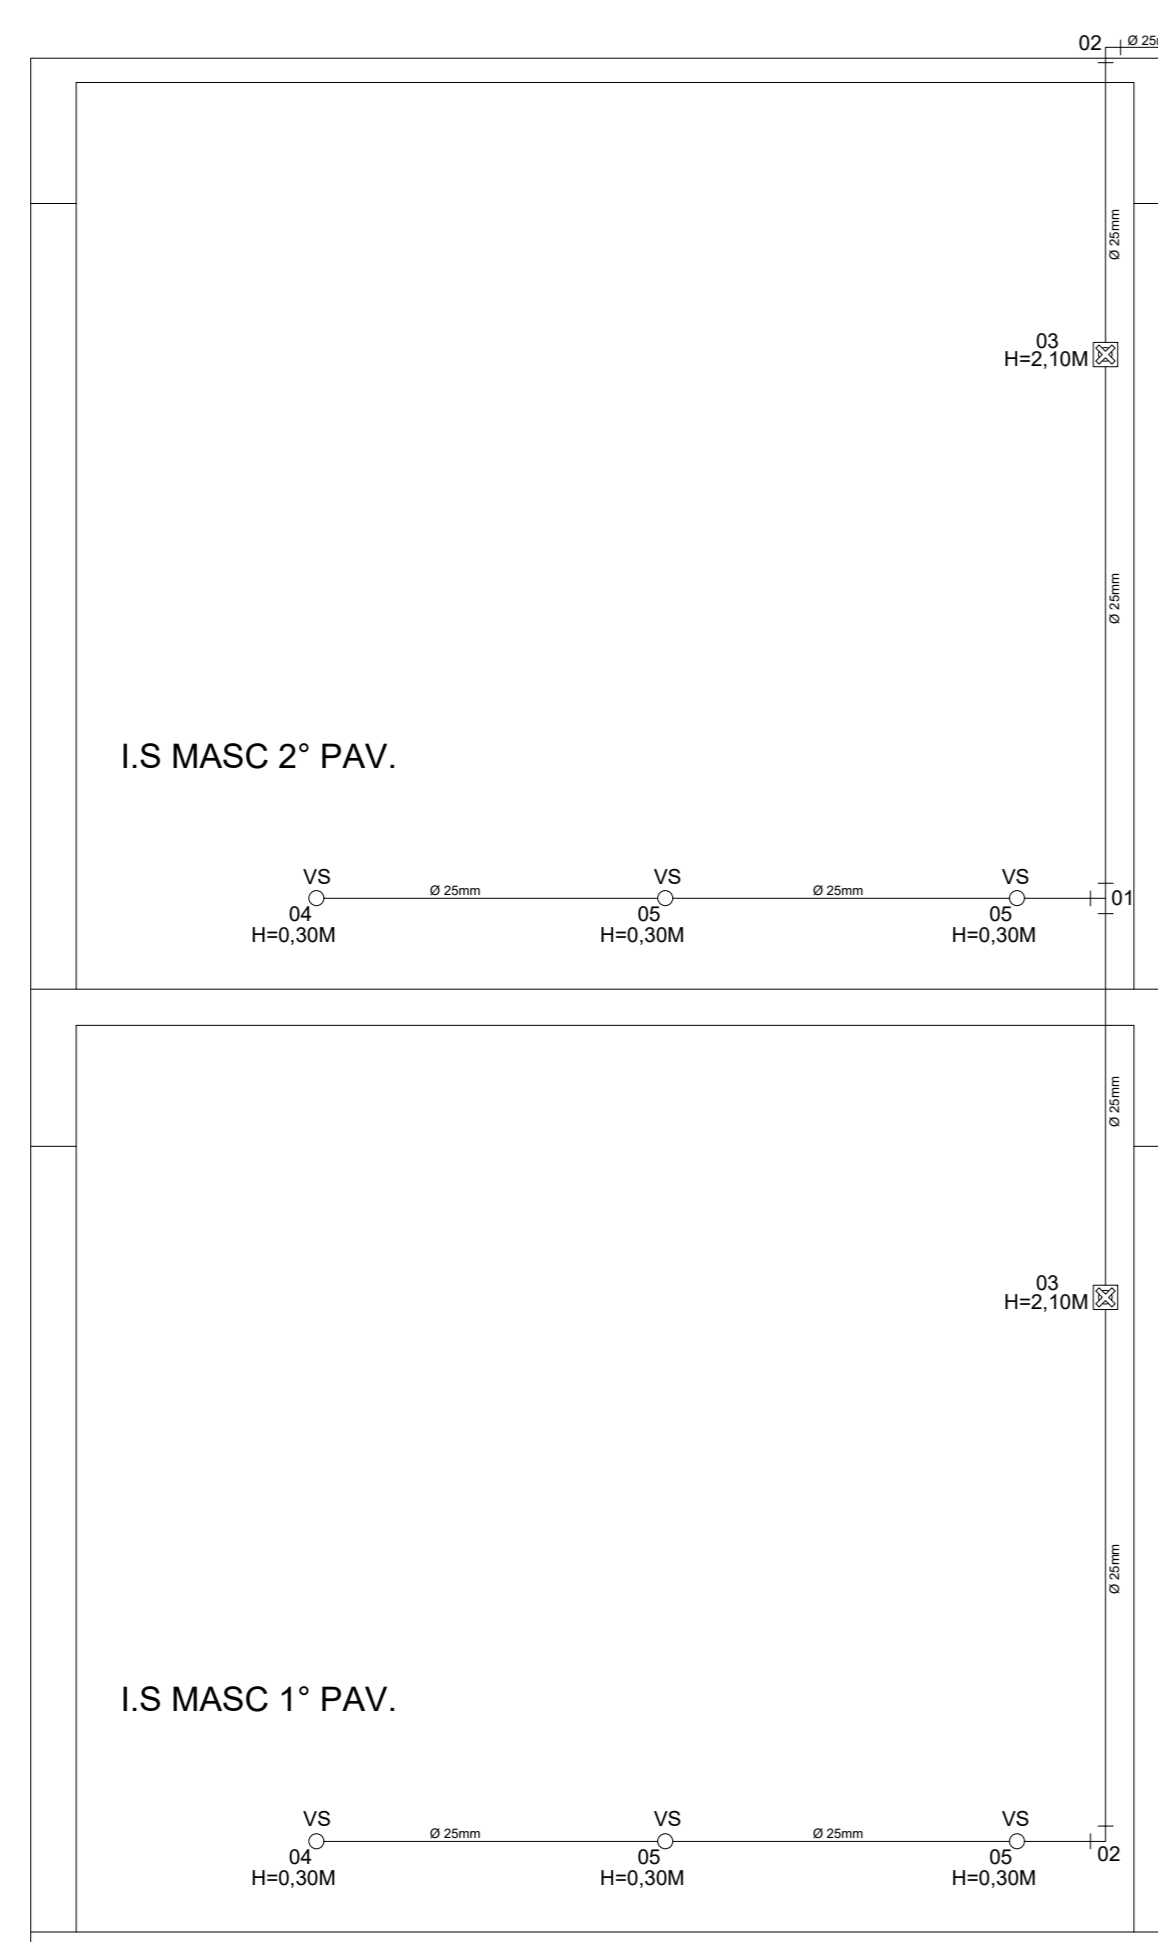 02
Ø 25
Ø 25mm
03
H=2,10M
Ø 25mm
I.S MASC 2° PAV.
VS
Ø 25mm
VS
Ø 25mm
VS
04
H=0,30M
05
H=0,30M
05
H=0,30M
01
Ø 25mm
03
H=2,10M
Ø 25mm
I.S MASC 1° PAV.
VS
Ø 25mm
VS
Ø 25mm
VS
04
H=0,30M
05
H=0,30M
05
H=0,30M
02